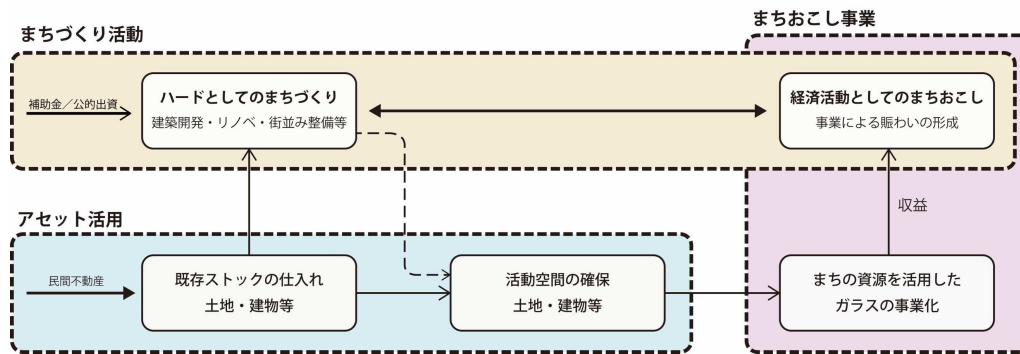 まちづくり活動
まちおこし事業
補助金／公的出資
ハードとしてのまちづくり
建築開発・リノベ・街並み整備等
経済活動としてのまちおこし
事業による賑わいの形成
収益
アセット活用
民間不動産
既存ストックの仕入れ
土地・建物等
活動空間の確保
土地・建物等
まちの資源を活用した
ガラスの事業化